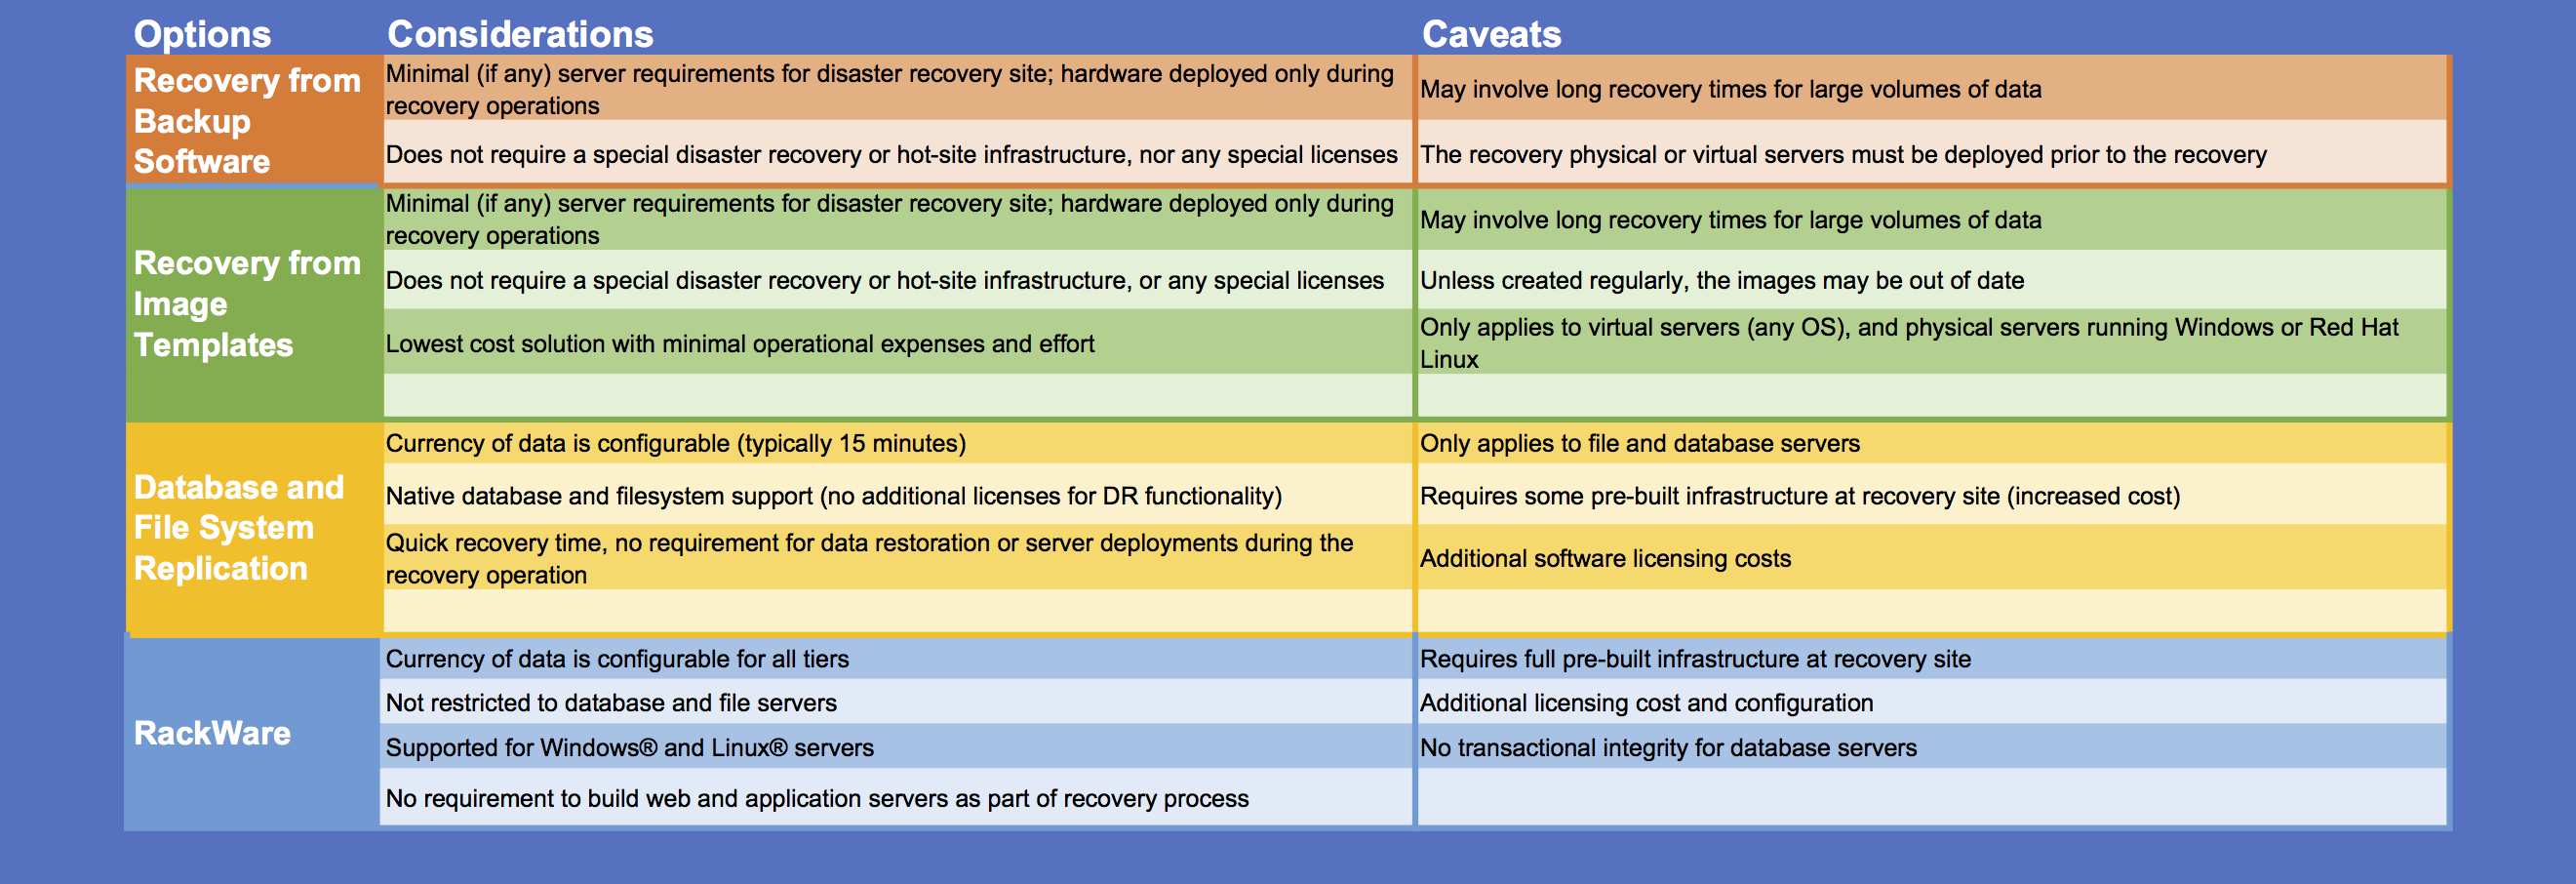 Options Considerations Caveats
Recovery from
Backup
Software
Minimal (if any) server requirements for disaster recovery site; hardware deployed only during
recovery operations
May involve long recovery times for large volumes of data
Does not require a special disaster recovery or hot-site infrastructure, nor any special licenses
The recovery physical or virtual servers must be deployed prior to the recovery
Recovery from
Image
Templates
Minimal (if any) server requirements for disaster recovery site; hardware deployed only during
recovery operations
May involve long recovery times for large volumes of data
Does not require a special disaster recovery or hot-site infrastructure, or any special licenses
Unless created regularly, the images may be out of date
Lowest cost solution with minimal operational expenses and effort
Only applies to virtual servers (any OS), and physical servers running Windows or Red Hat
Linux
Database and
File System
Replication
Currency of data is configurable (typically 15 minutes)
Only applies to file and database servers
Native database and filesystem support (no additional licenses for DR functionality)
Requires some pre-built infrastructure at recovery site (increased cost)
Quick recovery time, no requirement for data restoration or server deployments during the
recovery operation
Additional software licensing costs
RackWare
Currency of data is configurable for all tiers
Requires full pre-built infrastructure at recovery site
Not restricted to database and file servers
Additional licensing cost and configuration
Supported for Windows® and Linux® servers
No transactional integrity for database servers
No requirement to build web and application servers as part of recovery process